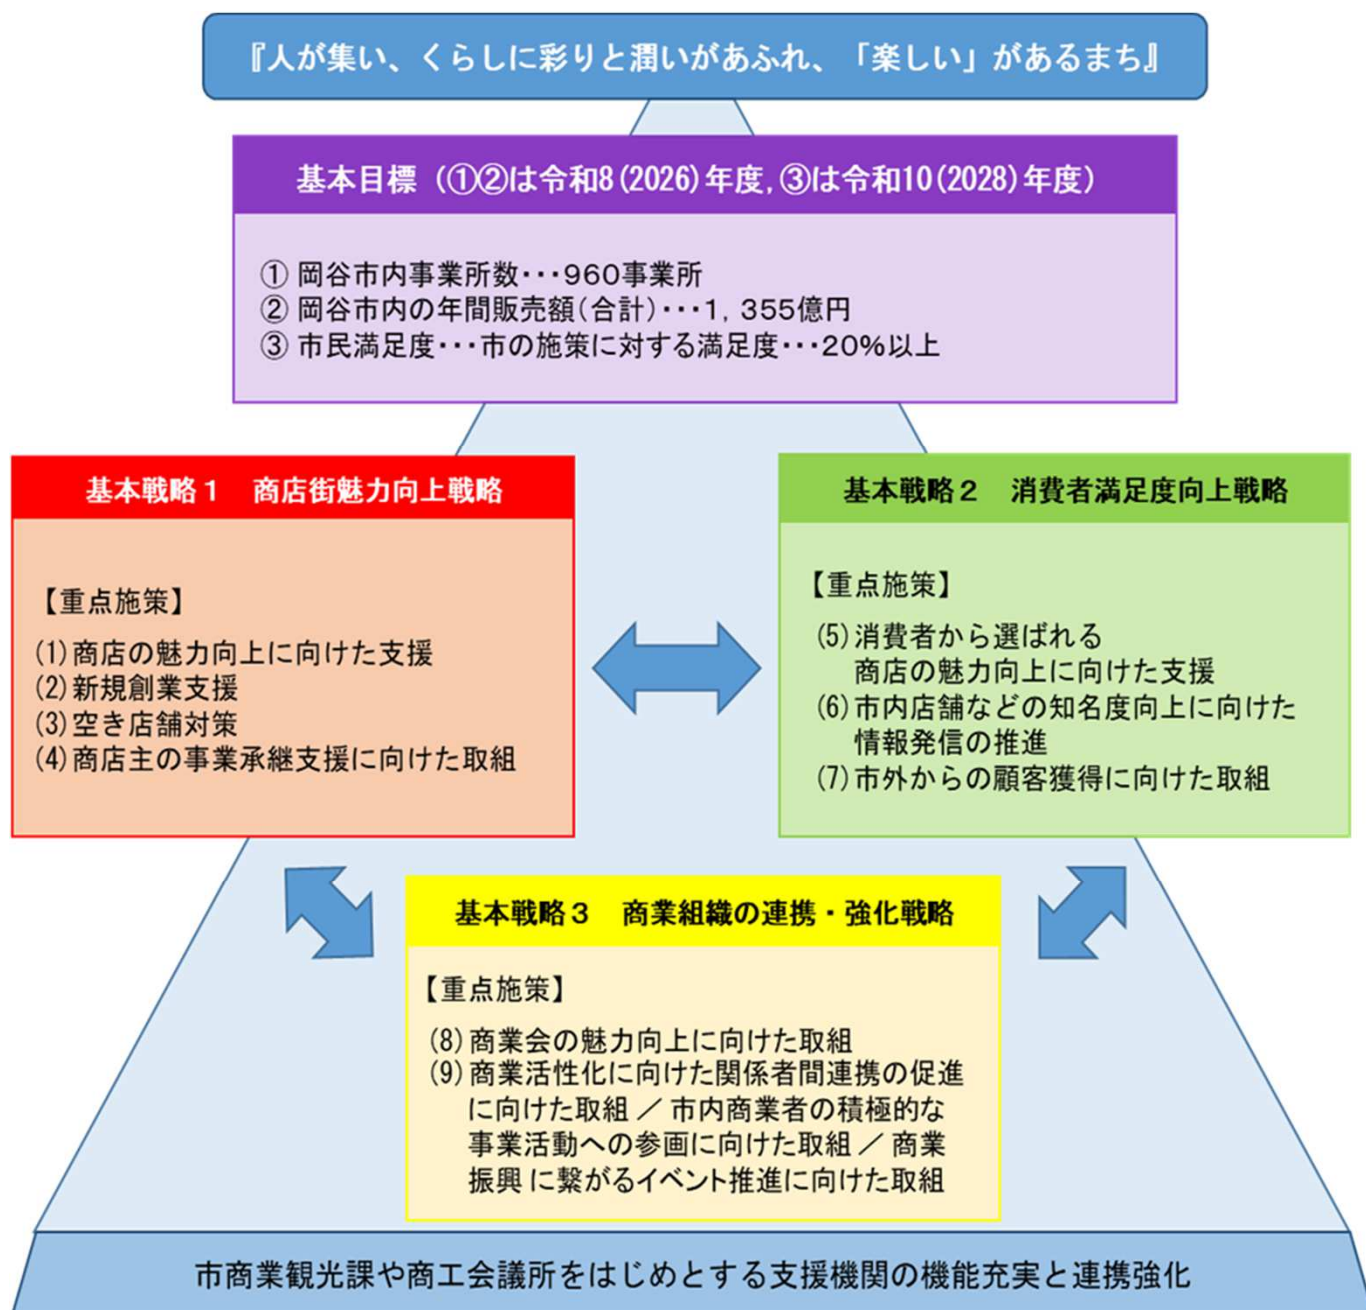 『人が集い、くらしに彩りと潤いがあふれ、「楽しい」があるまち』
基本目標（①②は令和8(2026)年度,③は令和10(2028)年度）
① 岡谷市内事業所数・・・960事業所
② 岡谷市内の年間販売額（合計）・・・1，355億円
③ 市民満足度・・・市の施策に対する満足度・・・20％以上
基本戦略１　商店街魅力向上戦略
【重点施策】
(1)商店の魅力向上に向けた支援
(2)新規創業支援
(3)空き店舗対策
(4)商店主の事業承継支援に向けた取組
基本戦略２　消費者満足度向上戦略
【重点施策】
(5)消費者から選ばれる
商店の魅力向上に向けた支援
(6)市内店舗などの知名度向上に向けた
情報発信の推進
(7)市外からの顧客獲得に向けた取組
基本戦略３　商業組織の連携・強化戦略
【重点施策】
(8)商業会の魅力向上に向けた取組
(9)商業活性化に向けた関係者間連携の促進
に向けた取組／市内商業者の積極的な
事業活動への参画に向けた取組／商業
振興に繋がるイベント推進に向けた取組
市商業観光課や商工会議所をはじめとする支援機関の機能充実と連携強化